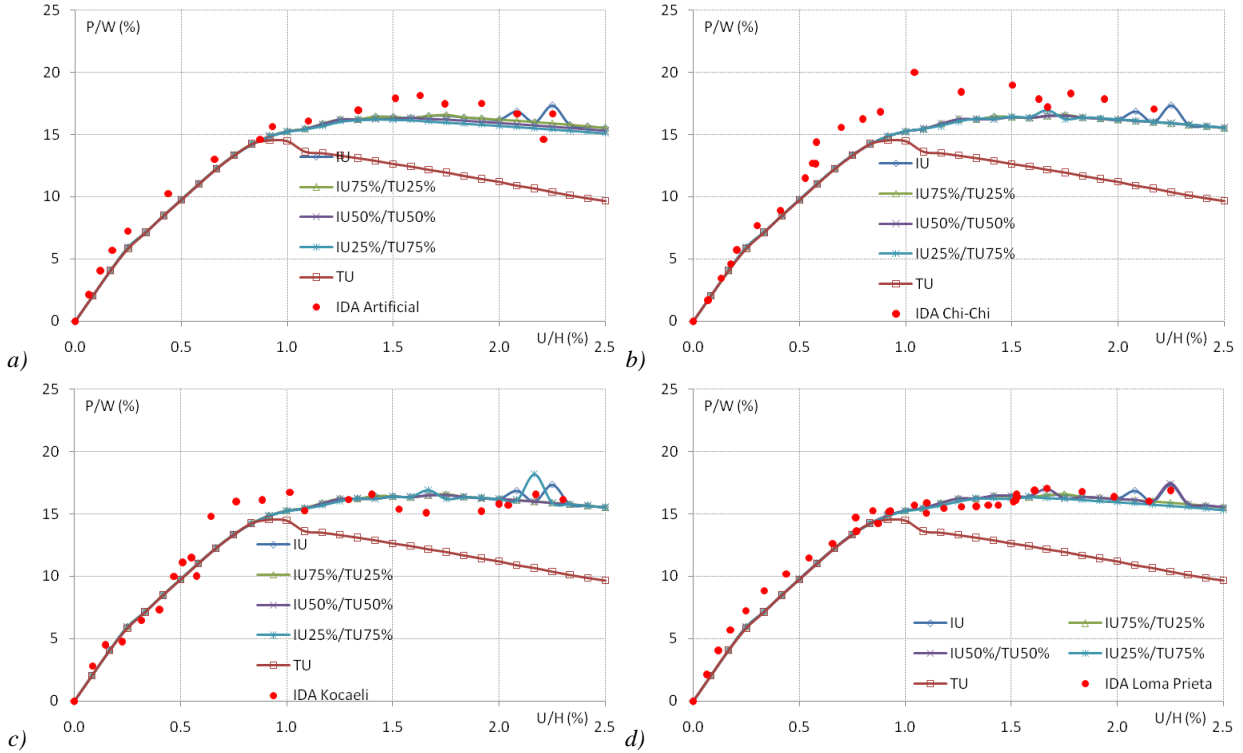 P/W (%)
25
20
15
10
5
0
IU
IU75%/TU25%
IU50%/TU50%
IU25%/TU75%
TU
IDA Artificial
0.0 0.5 1.0 1.5 2.0 2.5
U/H (%)
a)
P/W (%)
25
20
15
10
5
0
IU
IU75%/TU25%
IU50%/TU50%
IU25%/TU75%
TU
IDA Chi-Chi
0.0 0.5 1.0 1.5 2.0 2.5
U/H (%)
b)
P/W (%)
25
20
15
10
5
0
IU
IU75%/TU25%
IU50%/TU50%
IU25%/TU75%
TU
IDA Kocaeli
0.0 0.5 1.0 1.5 2.0 2.5
U/H (%)
c)
P/W (%)
25
20
15
10
5
0
IU IU75%/TU25%
IU50%/TU50% IU25%/TU75%
TU IDA Loma Prieta
0.0 0.5 1.0 1.5 2.0 2.5
U/H (%)
d)